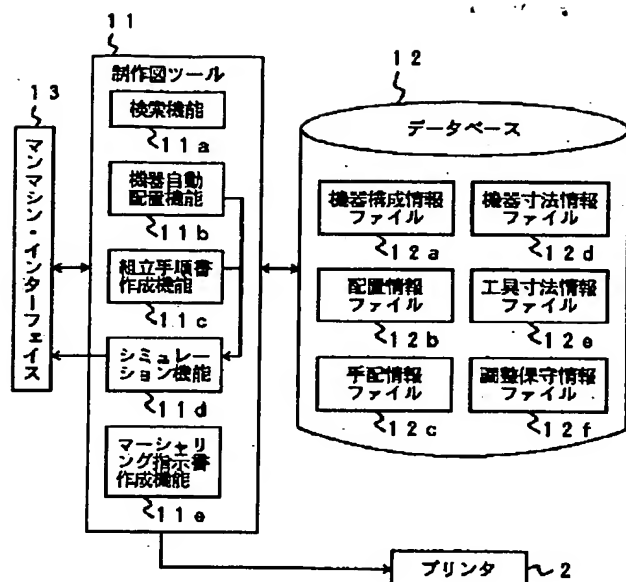 11
制作図ツール
13
マンマシン・インターフェイス
検索機能
11a
機器自動
配置機能
11b
組立手順書
作成機能
11c
シミュレー
ション機能
11d
マーシャリ
ング指示書
作成機能
11e
12
データベース
機器構成情報
ファイル
12a
機器寸法情報
ファイル
12d
配置情報
ファイル
12b
工具寸法情報
ファイル
12e
手配情報
ファイル
12c
調整保守情報
ファイル
12f
プリンタ
2